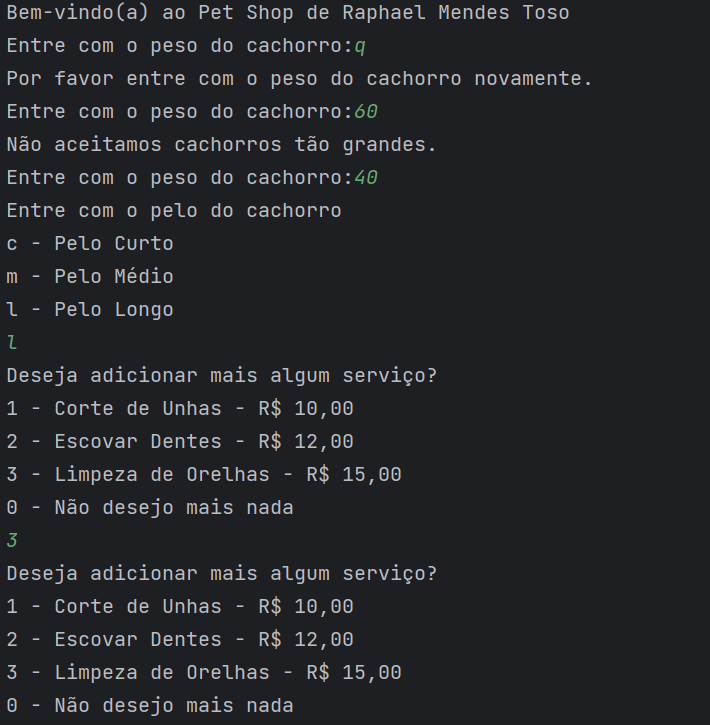 Bem-vindo(a) ao Pet Shop de Raphael Mendes Toso
Entre com o peso do cachorro:q
Por favor entre com o peso do cachorro novamente.
Entre com o peso do cachorro:60
Não aceitamos cachorros tão grandes.
Entre com o peso do cachorro:40
Entre com o pelo do cachorro
c - Pelo Curto
m - Pelo Médio
l - Pelo Longo
l
Deseja adicionar mais algum serviço?
1 - Corte de Unhas - R$ 10,00
2 - Escovar Dentes - R$ 12,00
3 - Limpeza de Orelhas - R$ 15,00
0 - Não desejo mais nada
3
Deseja adicionar mais algum serviço?
1 - Corte de Unhas - R$ 10,00
2 - Escovar Dentes - R$ 12,00
3 - Limpeza de Orelhas - R$ 15,00
0 - Não desejo mais nada